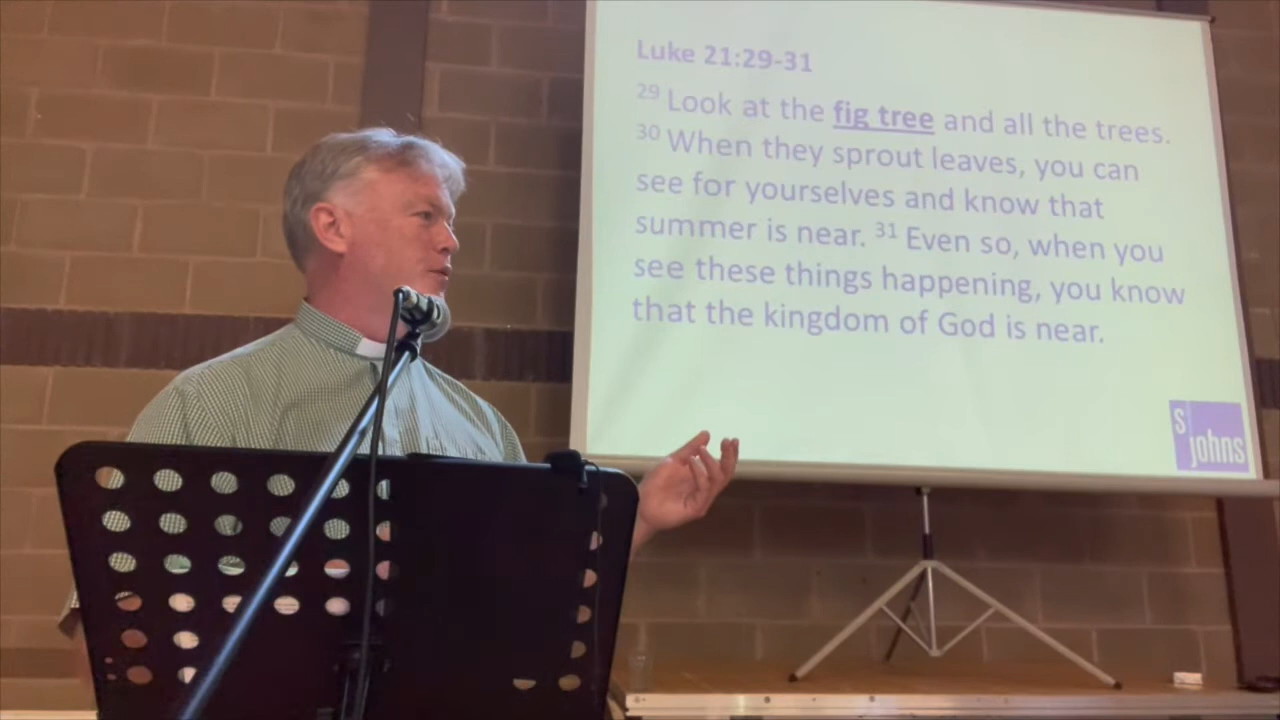 Luke 21:29-31
29 Look at the fig tree and all the trees.
30 When they sprout leaves, you can
see for yourselves and know that
summer is near. 31 Even so, when you
see these things happening, you know
that the kingdom of God is near.
S
johns